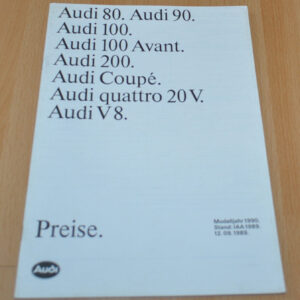 Audi 80. Audi 90.
Audi 100.
Audi 100 Avant.
Audi 200.
Audi Coupé.
Audi quattro 20V.
Audi V8.
Preise.
Modelljahr 1990.
Stand: IAA 1989.
12. 09. 1989.
Audi